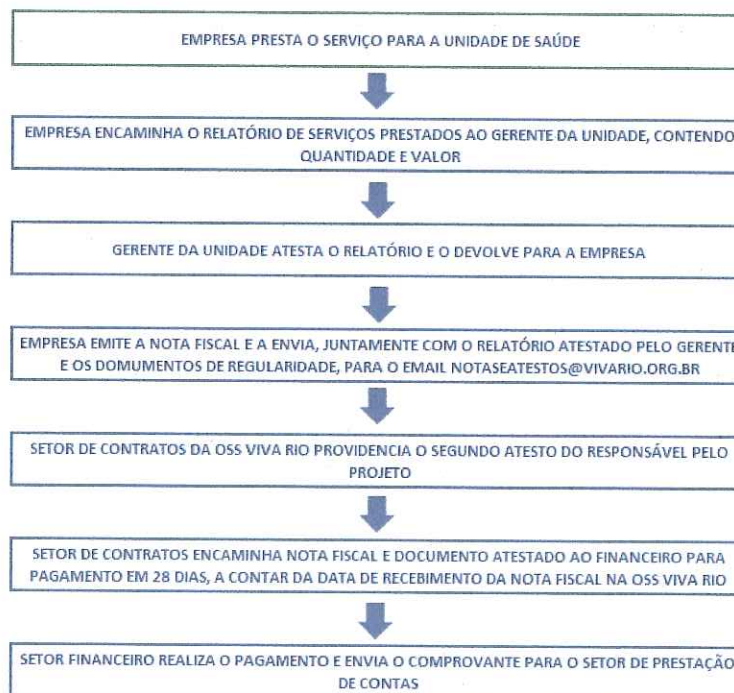 EMPRESA PRESTA O SERVIÇO PARA A UNIDADE DE SAÚDE
EMPRESA ENCAMINHA O RELATÓRIO DE SERVIÇOS PRESTADOS AO GERENTE DA UNIDADE, CONTENDO
QUANTIDADE E VALOR
GERENTE DA UNIDADE ATESTA O RELATÓRIO E O DEVOLVE PARA A EMPRESA
EMPRESA EMITE A NOTA FISCAL E A ENVIA, JUNTAMENTE COM O RELATÓRIO ATESTADO PELO GERENTE
E OS DOMUMENTOS DE REGULARIDADE, PARA O EMAIL NOTASEATESTOS@VIVARIO.ORG.BR
SETOR DE CONTRATOS DA OSS VIVA RIO PROVIDENCIA O SEGUNDO ATESTO DO RESPONSÁVEL PELO
PROJETO
SETOR DE CONTRATOS ENCAMINHA NOTA FISCAL E DOCUMENTO ATESTADO AO FINANCEIRO PARA
PAGAMENTO EM 28 DIAS, A CONTAR DA DATA DE RECEBIMENTO DA NOTA FISCAL NA OSS VIVA RIO
SETOR FINANCEIRO REALIZA O PAGAMENTO E ENVIA O COMPROVANTE PARA O SETOR DE PRESTAÇÃO
DE CONTAS